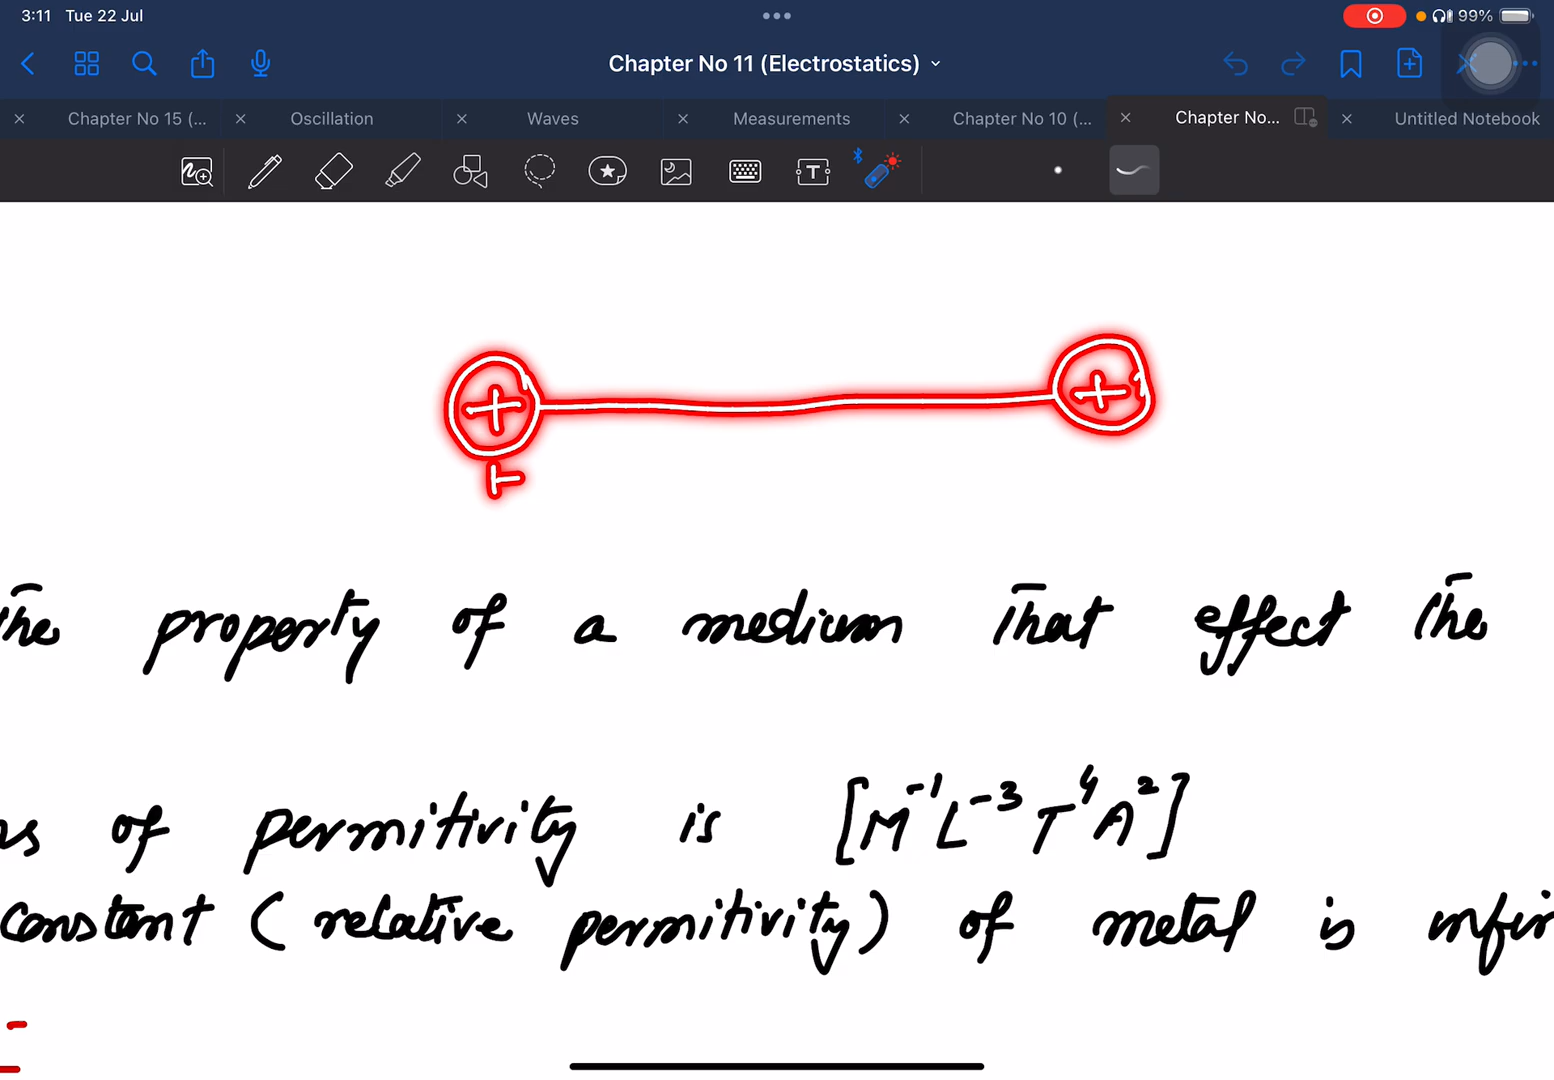 3:11 Tue 22 Jul 99%
Chapter No 11 (Electrostatics)
Chapter No 15 (... Oscillation Waves Measurements Chapter No 10 (... Chapter No... Untitled Notebook
T
+ +
The property of a medium that effect the
of permitivity is [M⁻¹L⁻³T⁴A²]
constant (relative permitivity) of metal is